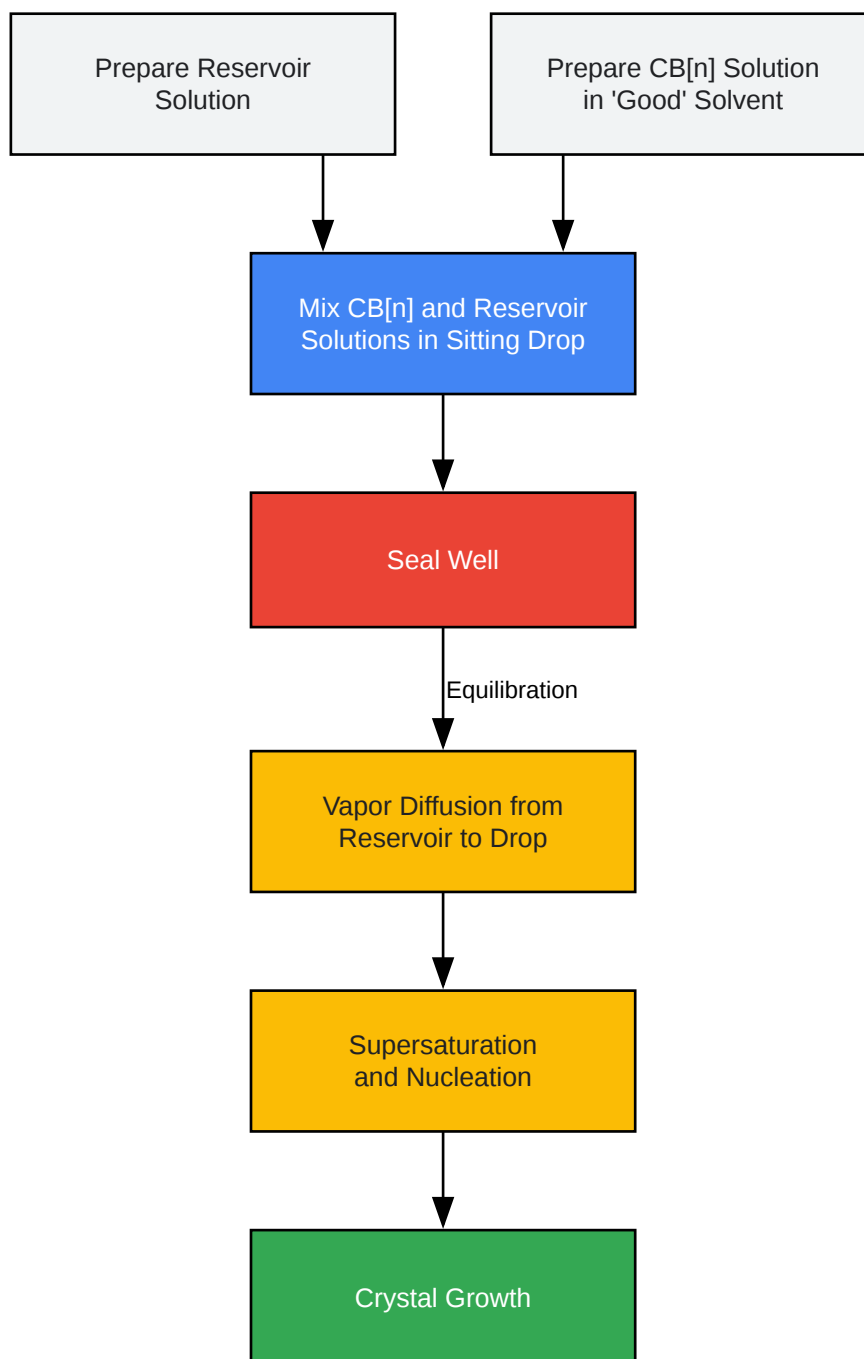 Prepare Reservoir
Solution
Prepare CB[n] Solution
in 'Good' Solvent
Mix CB[n] and Reservoir
Solutions in Sitting Drop
Seal Well
Equilibration
Vapor Diffusion from
Reservoir to Drop
Supersaturation
and Nucleation
Crystal Growth